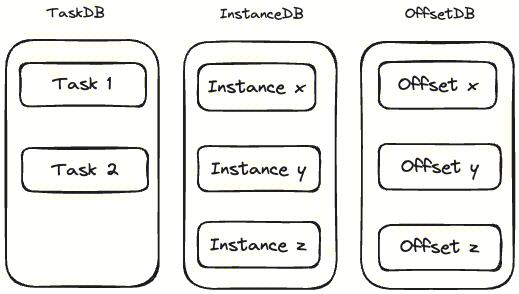 TaskDB
InstanceDB
OffsetDB
Task 1
Instance x
Offset x
Task 2
Instance y
Offset y
Instance z
Offset z